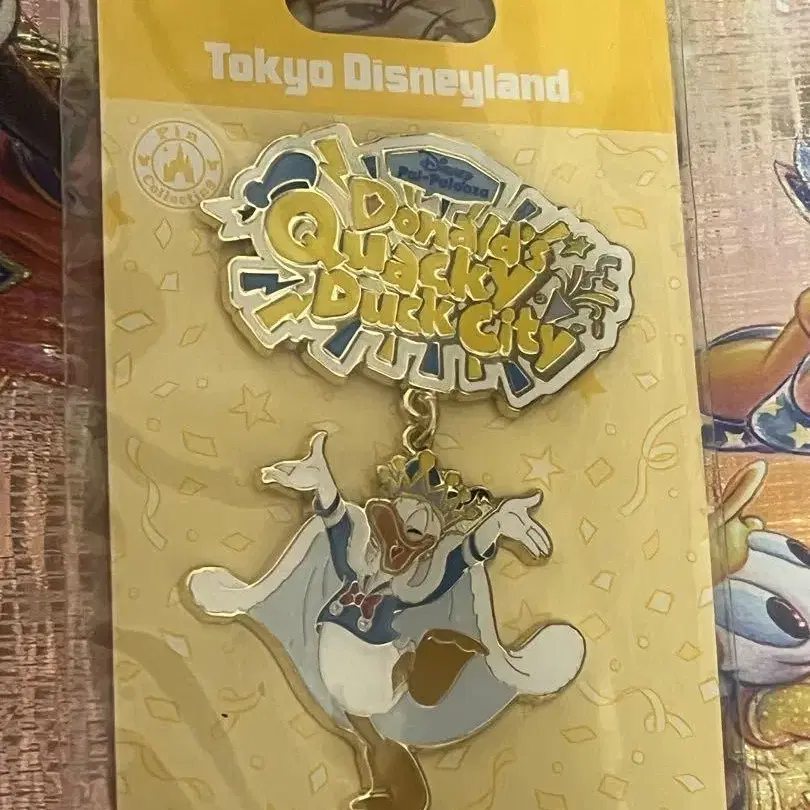 Tokyo Disneyland
Pin
Collection
Disney
Pal-Palooza
Donald's
Quacky
Duck City